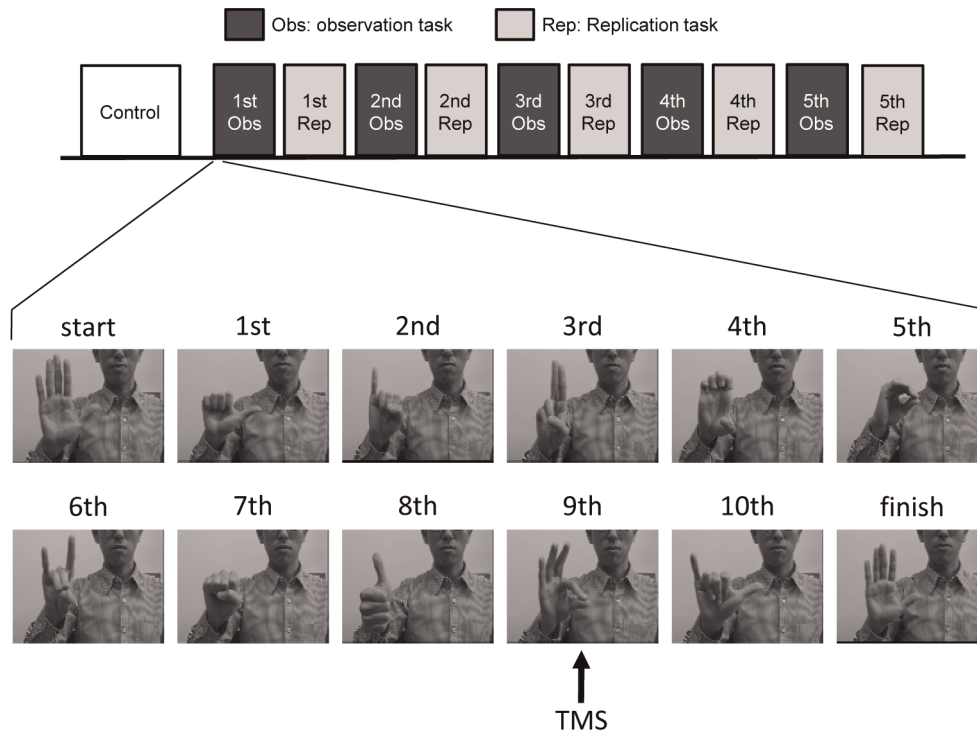 Obs: observation task Rep: Replication task
Control
1st
Obs
1st
Rep
2nd
Obs
2nd
Rep
3rd
Obs
3rd
Rep
4th
Obs
4th
Rep
5th
Obs
5th
Rep
start 1st 2nd 3rd 4th 5th
6th 7th 8th 9th 10th finish
TMS